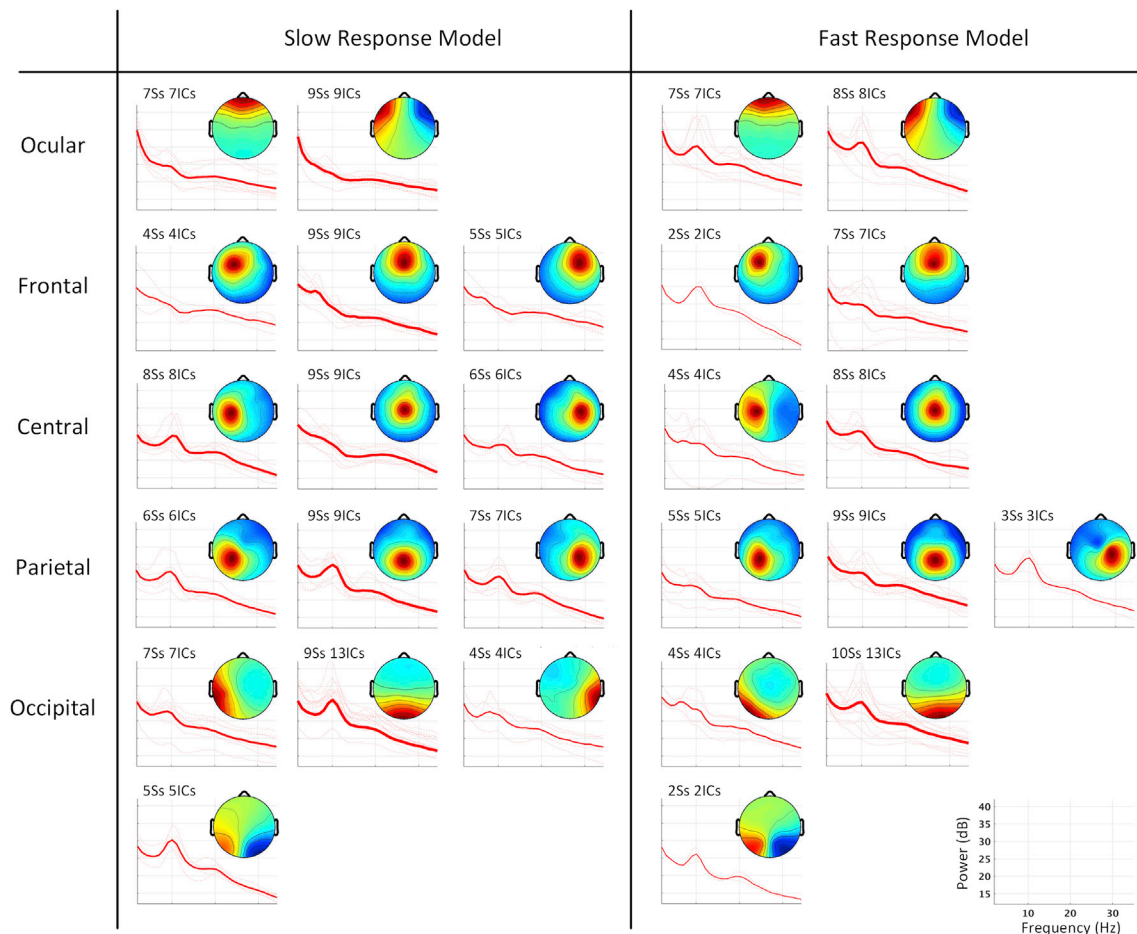 Slow Response Model
Fast Response Model
Ocular
7Ss 7ICs
9Ss 9ICs
7Ss 7ICs
8Ss 8ICs
Frontal
4Ss 4ICs
9Ss 9ICs
5Ss 5ICs
2Ss 2ICs
7Ss 7ICs
Central
8Ss 8ICs
9Ss 9ICs
6Ss 6ICs
4Ss 4ICs
8Ss 8ICs
Parietal
6Ss 6ICs
9Ss 9ICs
7Ss 7ICs
5Ss 5ICs
9Ss 9ICs
3Ss 3ICs
Occipital
7Ss 7ICs
9Ss 13ICs
4Ss 4ICs
4Ss 4ICs
10Ss 13ICs
5Ss 5ICs
2Ss 2ICs
Power (dB)
40
35
30
25
20
15
10 20 30
Frequency (Hz)